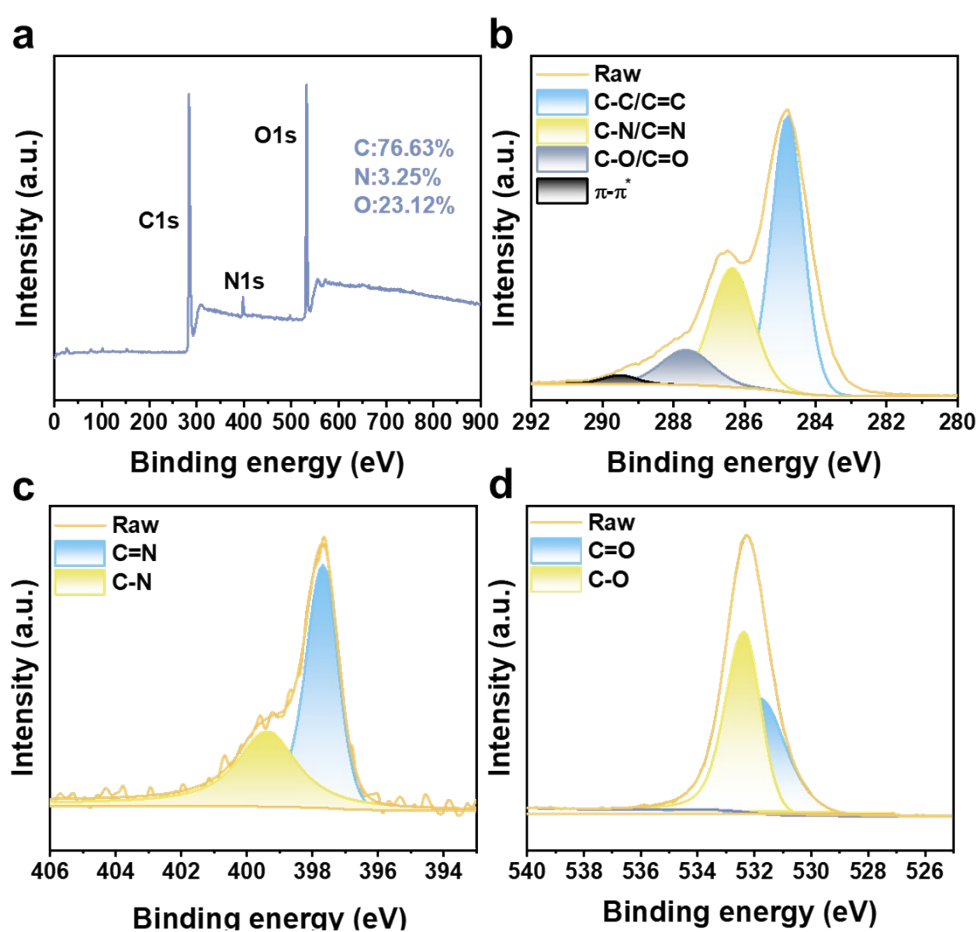 a
Intensity (a.u.)
C1s
N1s
O1s
C:76.63%
N:3.25%
O:23.12%
0 100 200 300 400 500 600 700 800 900
Binding energy (eV)
b
Intensity (a.u.)
Raw
C-C/C=C
C-N/C=N
C-O/C=O
π-π*
292 290 288 286 284 282 280
Binding energy (eV)
c
Intensity (a.u.)
Raw
C=N
C-N
406 404 402 400 398 396 394
Binding energy (eV)
d
Intensity (a.u.)
Raw
C=O
C-O
540 538 536 534 532 530 528 526
Binding energy (eV)